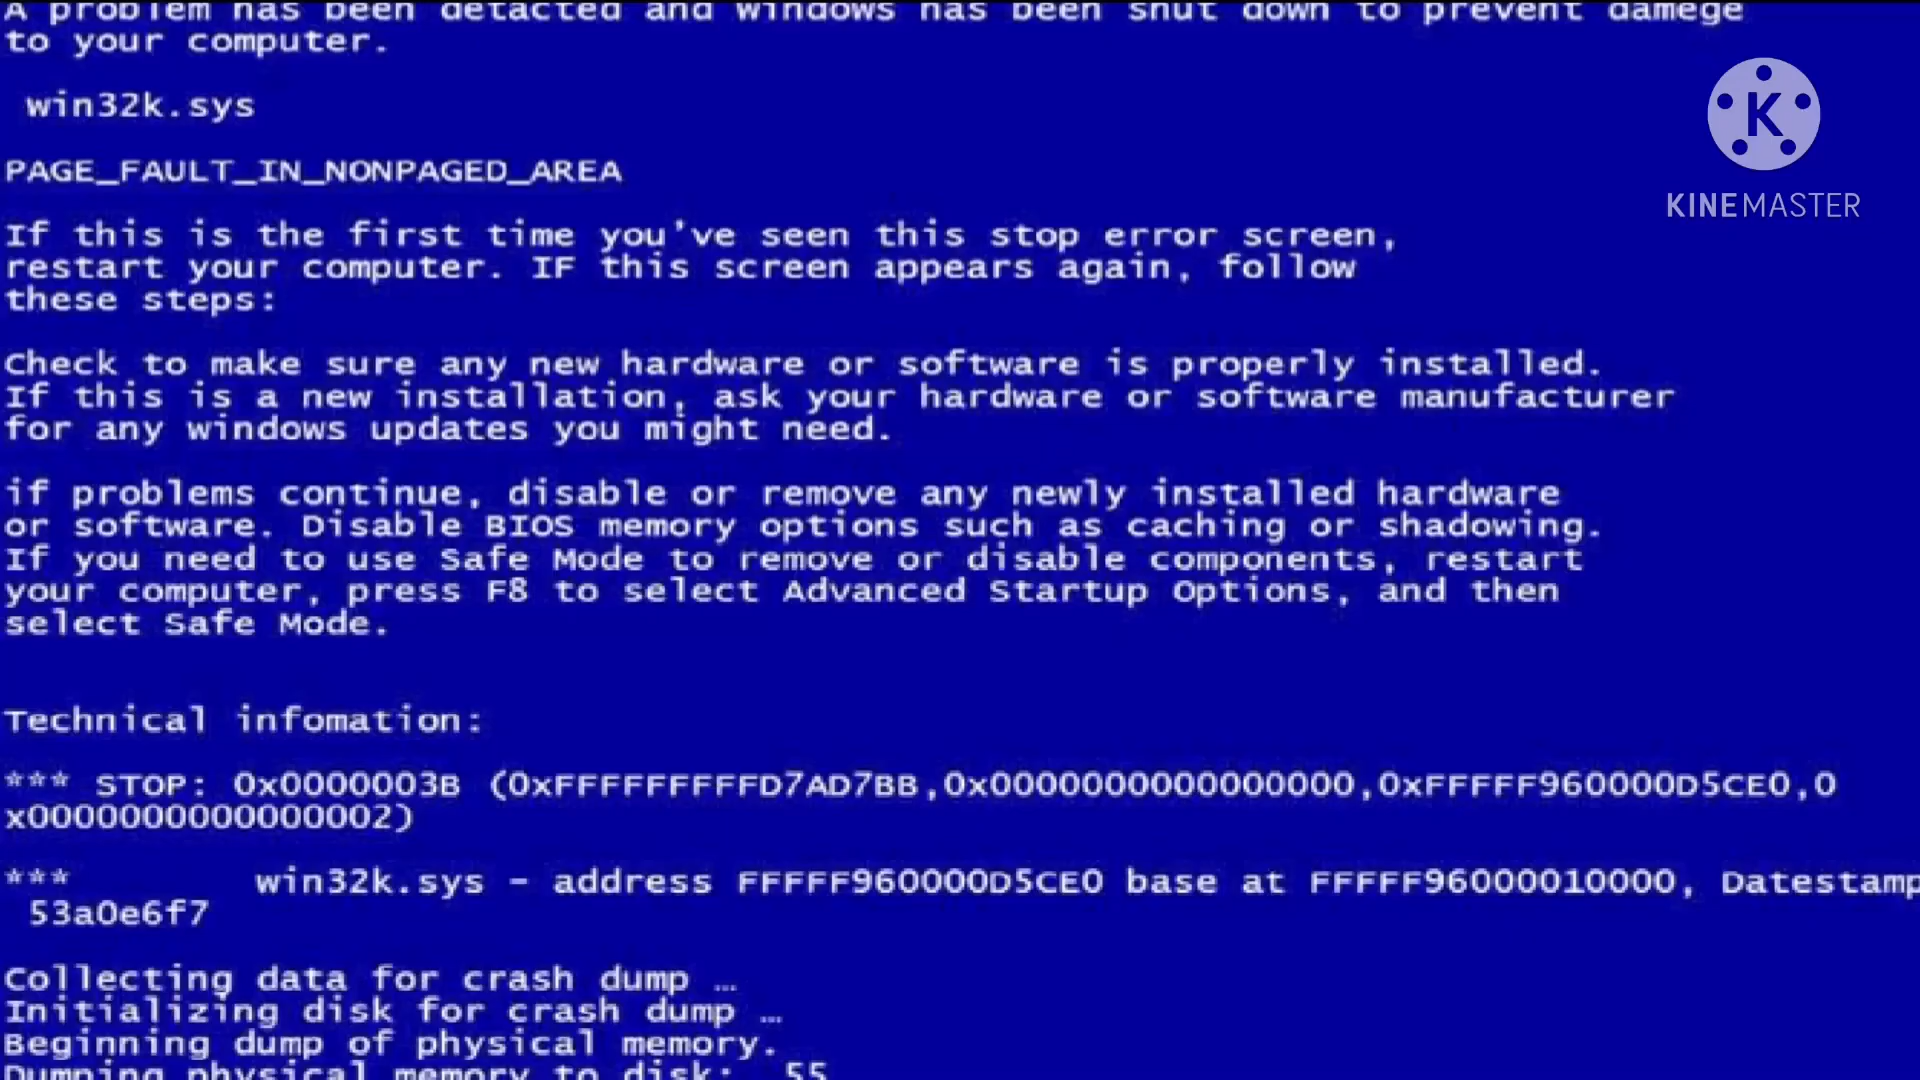 A problem has been detacted and windows has been shut down to prevent damege
to your computer.
win32k.sys
K
KINEMASTER
PAGE_FAULT_IN_NONPAGED_AREA
If this is the first time you've seen this stop error screen,
restart your computer. IF this screen appears again, follow
these steps:
Check to make sure any new hardware or software is properly installed.
If this is a new installation, ask your hardware or software manufacturer
for any windows updates you might need.
if problems continue, disable or remove any newly installed hardware
or software. Disable BIOS memory options such as caching or shadowing.
If you need to use Safe Mode to remove or disable components, restart
your computer, press F8 to select Advanced Startup Options, and then
select Safe Mode.
Technical infomation:
*** STOP: 0x0000003B (0xFFFFFFFFFD7AD7BB,0x0000000000000000,0xFFFFF960000D5CE0,0
x0000000000000002)
*** win32k.sys - address FFFFF960000D5CE0 base at FFFFF96000010000, Datestamp
53a0e6f7
Collecting data for crash dump ...
Initializing disk for crash dump ...
Beginning dump of physical memory.
Dumping physical memory to disk: 55